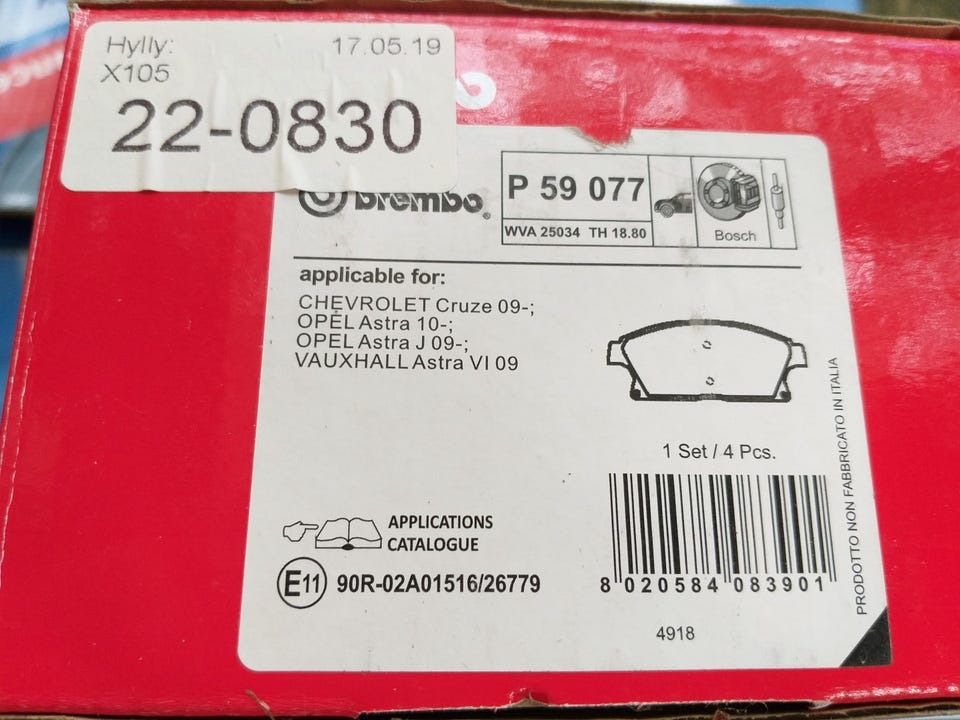 Hylly: 17.05.19
X105
22-0830
brembo®
P 59 077
WVA 25034 TH 18.80
Bosch
applicable for:
CHEVROLET Cruze 09-;
OPEL Astra 10-;
OPEL Astra J 09-;
VAUXHALL Astra VI 09
1 Set / 4 Pcs.
APPLICATIONS
CATALOGUE
E11 90R-02A01516/26779
8 020584 083901
4918
PRODOTTO NON FABBRICATO IN ITALIA